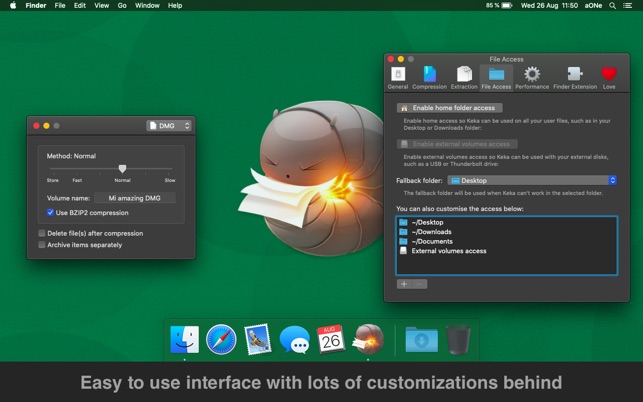 Finder File Edit View Go Window Help
85 % Wed 26 Aug 11:50 aONe
File Access
General Compression Extraction File Access Performance Finder Extension Love
Enable home folder access
Enable home access so Keka can be used on all your user files, such as in your
Desktop or Downloads folder:
Enable external volumes access
Enable external volumes access so Keka can be used with your external disks,
such as a USB or Thunderbolt drive:
Fallback folder: Desktop
The fallback folder will be used when Keka can't work in the selected folder.
You can also customise the access below:
~/Desktop
~/Downloads
~/Documents
External volumes access
DMG
Method: Normal
Store Fast Normal Slow
Volume name: Mi amazing DMG
Use BZIP2 compression
Delete file(s) after compression
Archive items separately
AUG
26
Easy to use interface with lots of customizations behind